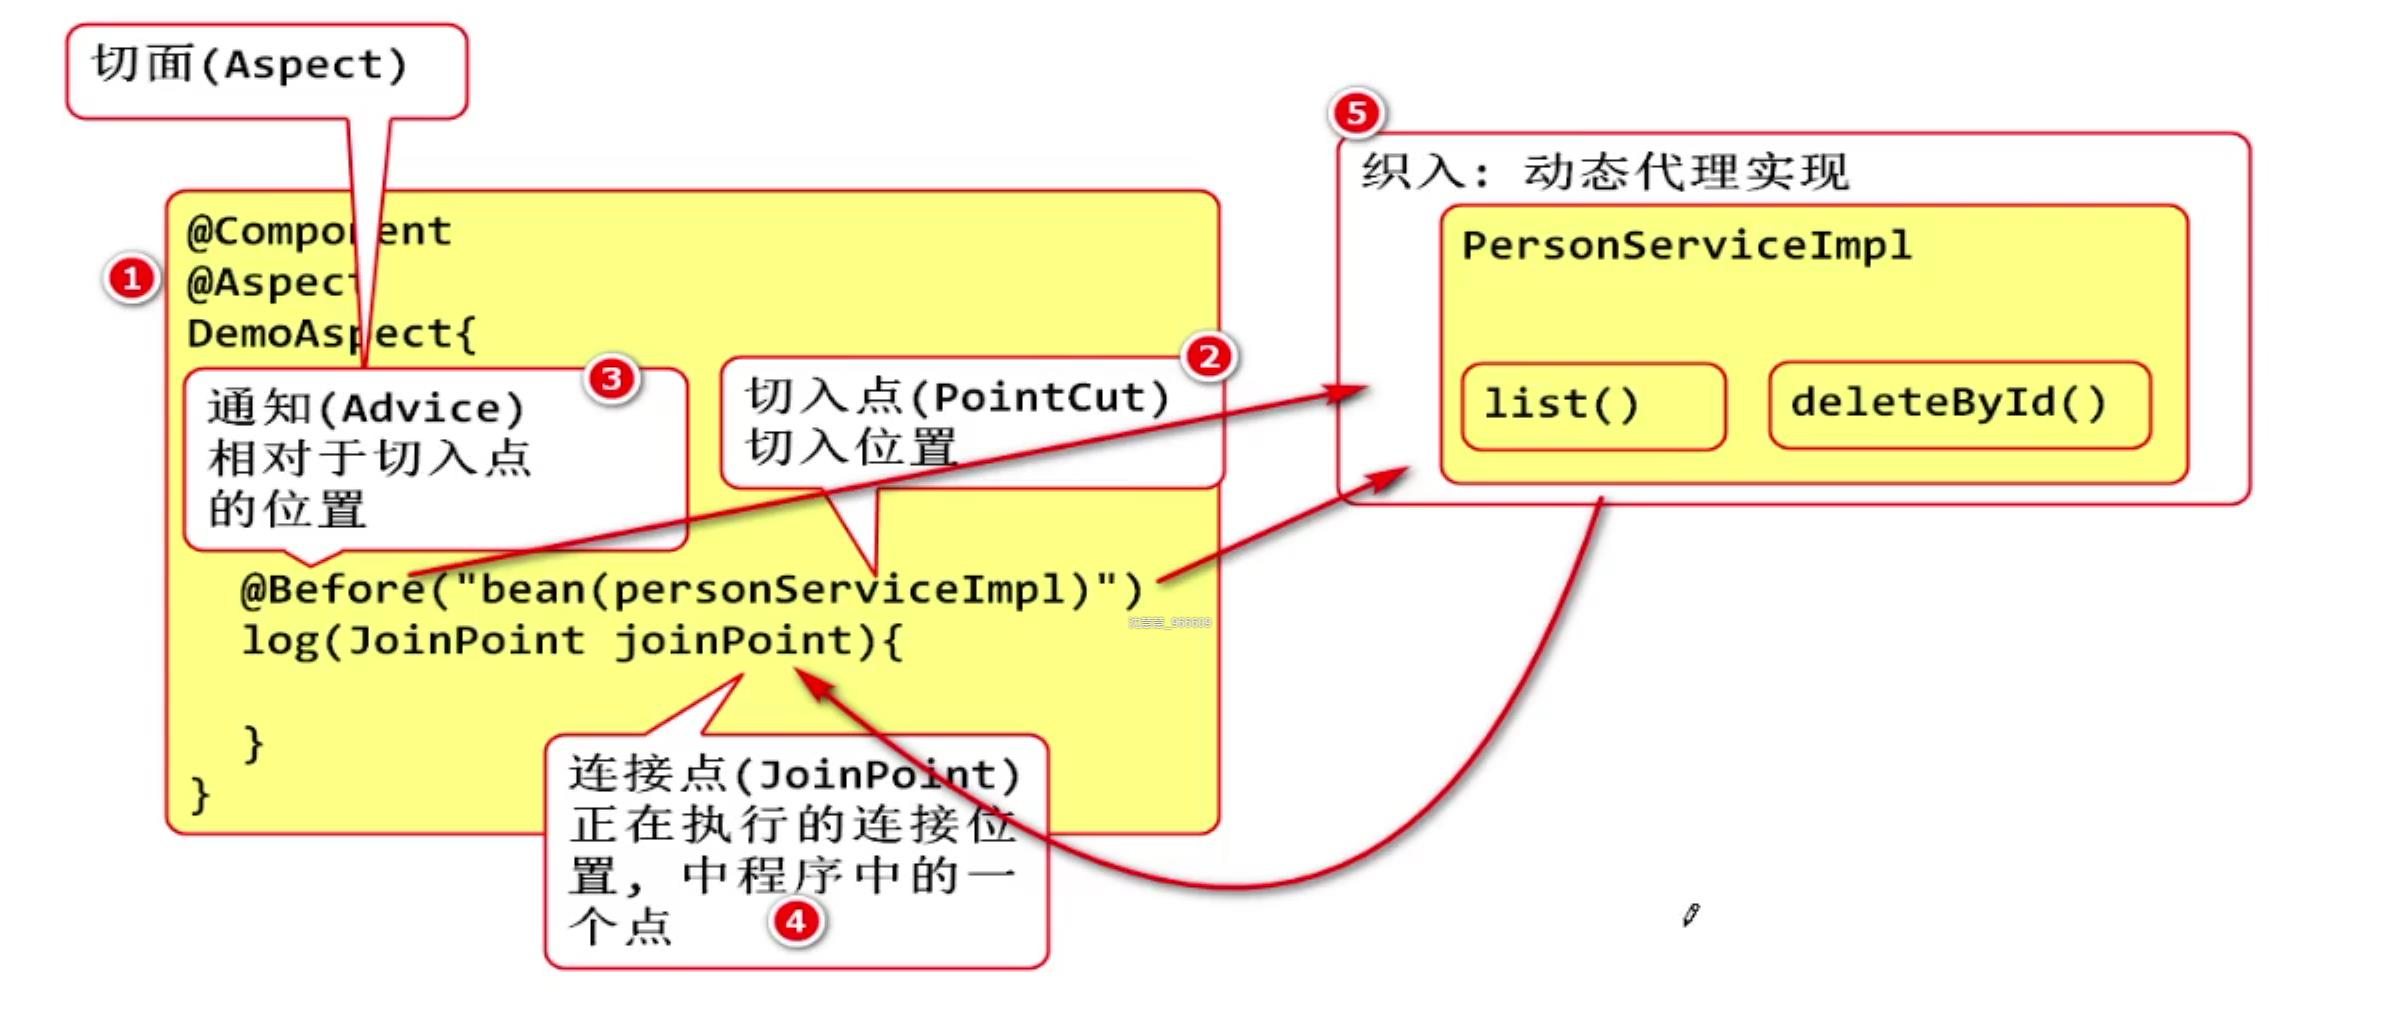 切面(Aspect)
1
@Component
@Aspect
DemoAspect{
3
通知(Advice)
相对于切入点
的位置
2
切入点(PointCut)
切入位置
@Before("bean(personServiceImpl)")
log(JoinPoint joinPoint){
}
}
连接点(JoinPoint)
正在执行的连接位
置, 中程序中的一
个点
4
5
织入: 动态代理实现
PersonServiceImpl
list()
deleteById()